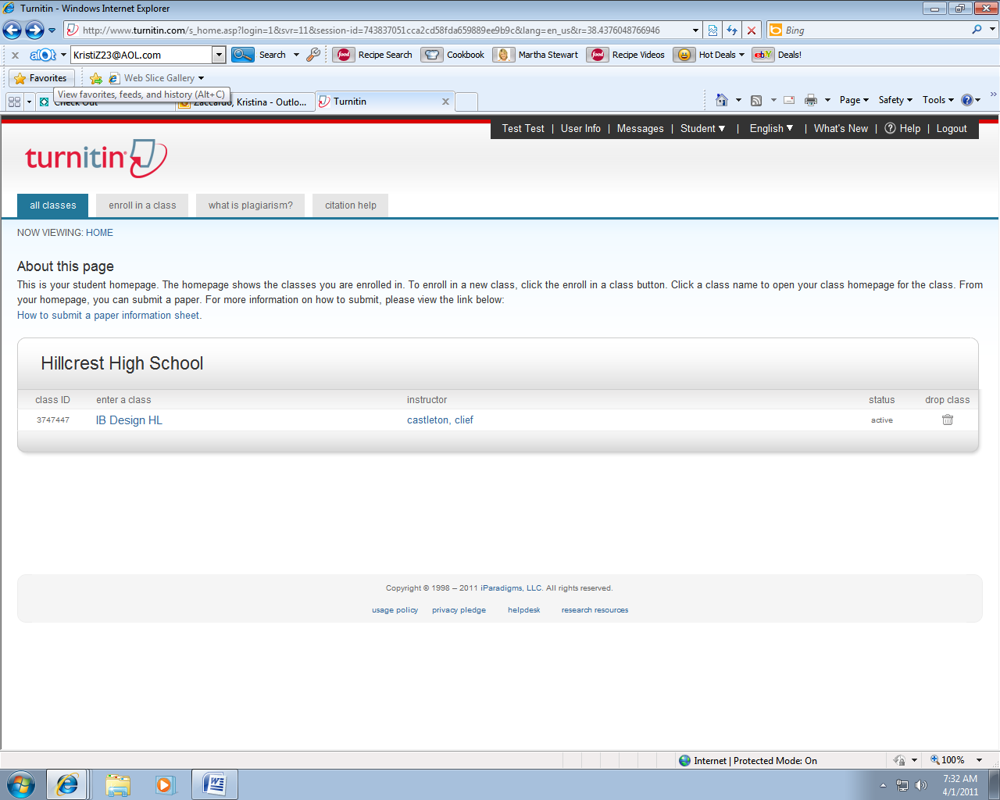 Turnitin - Windows Internet Explorer
http://www.turnitin.com/s_home.asp?login=1&svr=11&session-id=743837051cca2cd58fda659889ee9b9c&lang=en_us&r=38.4376048766946
Bing
alot
KristiZ23@AOL.com
Search
food Recipe Search
Cookbook
Martha Stewart
food Recipe Videos
Hot Deals
ebY Deals!
Favorites
Web Slice Gallery
View favorites, feeds, and history (Alt+C)
Check Out
Zaccardo, Kristina - Outlo...
Turnitin
Page
Safety
Tools
Test Test | User Info | Messages | Student | English | What's New | Help | Logout
turnitin
all classes
enroll in a class
what is plagiarism?
citation help
NOW VIEWING: HOME
About this page
This is your student homepage. The homepage shows the classes you are enrolled in. To enroll in a new class, click the enroll in a class button. Click a class name to open your class homepage for the class. From
your homepage, you can submit a paper. For more information on how to submit, please view the link below:
How to submit a paper information sheet.
Hillcrest High School
class ID enter a class instructor status drop class
3747447 IB Design HL castleton, clief active
Copyright © 1998 – 2011 iParadigms, LLC. All rights reserved.
usage policy privacy pledge helpdesk research resources
Internet | Protected Mode: On
100%
7:32 AM
4/1/2011